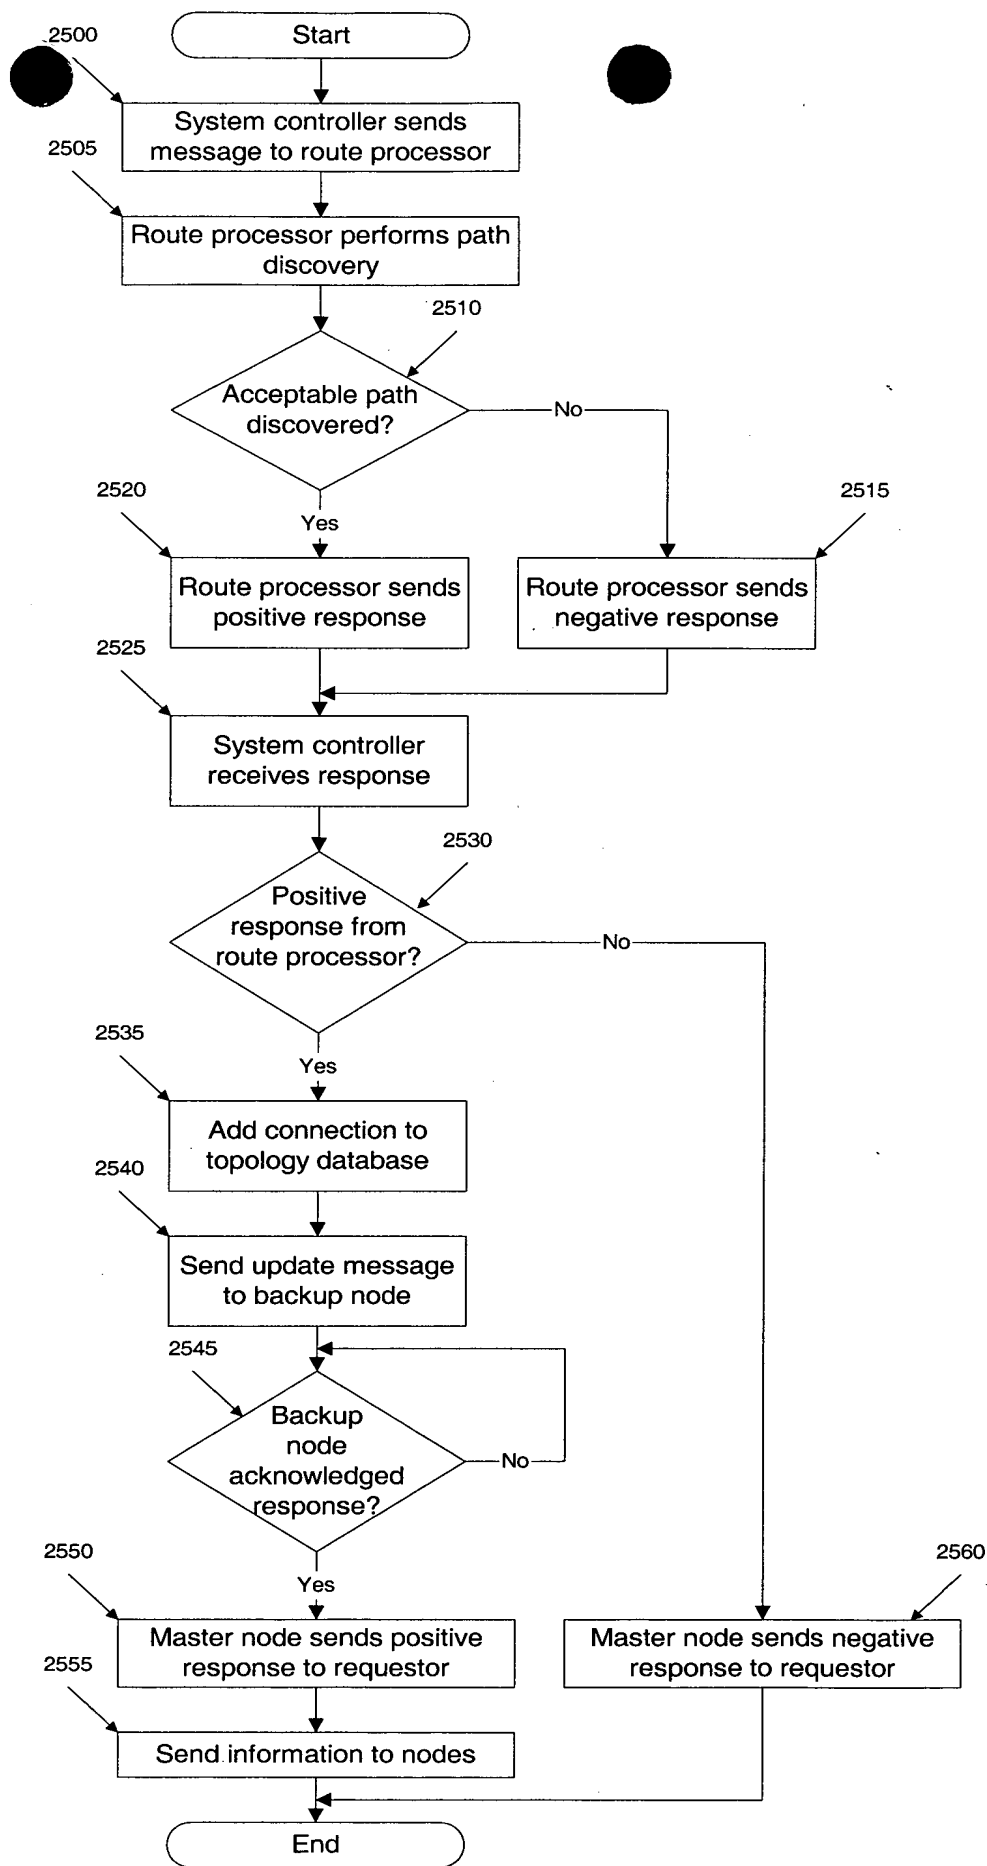 Start
2500
System controller sends
message to route processor
2505
Route processor performs path
discovery
2510
Acceptable path
discovered?
No
Yes
2520
2515
Route processor sends
positive response
Route processor sends
negative response
2525
System controller
receives response
2530
Positive
response from
route processor?
No
Yes
2535
Add connection to
topology database
2540
Send update message
to backup node
2545
Backup
node
acknowledged
response?
No
Yes
2550
2560
Master node sends positive
response to requestor
Master node sends negative
response to requestor
2555
Send information to nodes
End